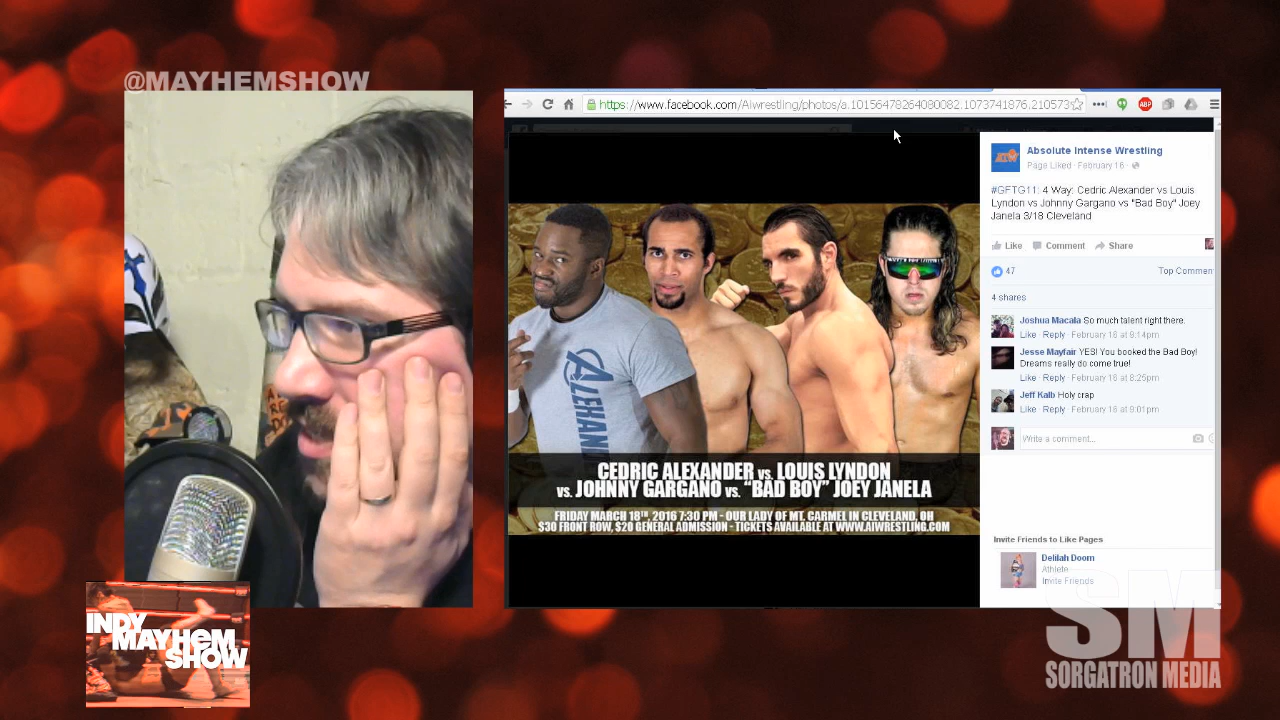 @MAYHEMSHOW
https://www.facebook.com/AIwrestling/photos/a.10156478264080082.1073741876.210573
ABP
Absolute Intense Wrestling
Page Liked · February 16 ·
#GFTG11: 4 Way: Cedric Alexander vs Louis
Lyndon vs Johnny Gargano vs "Bad Boy" Joey
Janela 3/18 Cleveland
Like Comment Share
47 Top Commen
4 shares
Joshua Macala So much talent right there.
Like · Reply · February 16 at 8:14pm
Jesse Mayfair YES! You booked the Bad Boy!
Dreams really do come true!
Like · Reply · February 16 at 8:25pm
Jeff Kalb Holy crap
Like · Reply · February 16 at 9:01pm
Write a comment...
ALEHAN
CEDRIC ALEXANDER vs. LOUIS LYNDON
vs. JOHNNY GARGANO vs. "BAD BOY" JOEY JANELA
FRIDAY MARCH 18TH, 2016 7:30 PM - OUR LADY OF MT. CARMEL IN CLEVELAND, OH
$30 FRONT ROW, $20 GENERAL ADMISSION - TICKETS AVAILABLE AT WWW.AIWRESTLING.COM
Invite Friends to Like Pages
Delilah Doom
Athlete
Invite Friends
INDY
MAYHEM
SHOW
SM
SORGATRON MEDIA